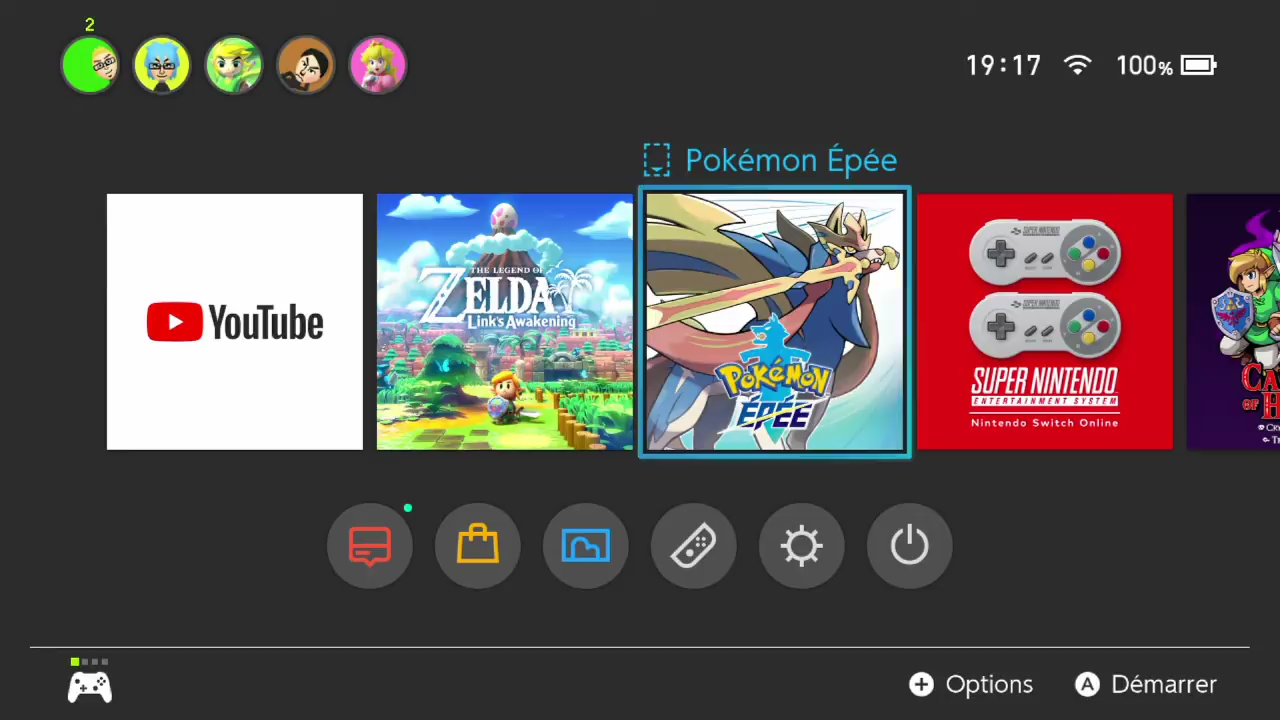 2
19:17
100%
Pokémon Épée
YouTube
THE LEGEND OF
ZELDA
Link's Awakening
POKÉMON
ÉPÉE
SUPER NINTENDO
ENTERTAINMENT SYSTEM
Nintendo Switch Online
OF
Options
A Démarrer